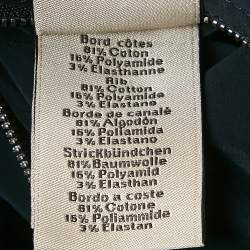 Bord côtes
81% Coton
16% Polyamide
3% Elasthanne
Rib
81% Cotton
16% Polyamide
3% Elastane
Borde de canalé
81% Algodón
16% Poliamida
3% Elastano
Strickbündchen
81% Baumwolle
16% Polyamid
3% Elasthan
Bordo a coste
81% Cotone
16% Poliammide
3% Elastan